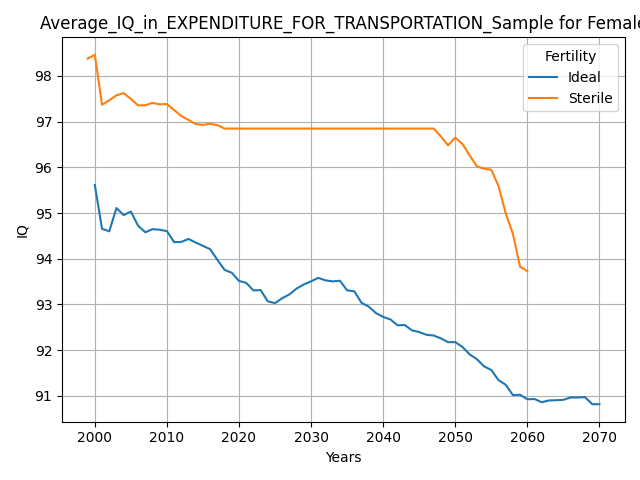 Average_IQ_in_EXPENDITURE_FOR_TRANSPORTATION_Sample for Female
Fertility
Ideal
Sterile
98
97
96
95
94
93
92
91
IQ
2000 2010 2020 2030 2040 2050 2060 2070
Years